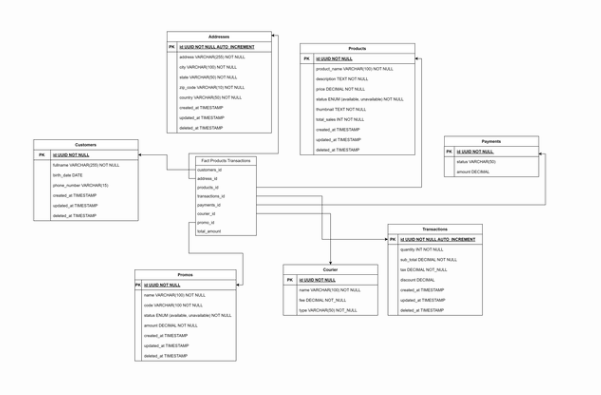 Addresses
PK id UUID NOT NULL AUTO_INCREMENT
address VARCHAR(255) NOT NULL
city VARCHAR(100) NOT NULL
state VARCHAR(50) NOT NULL
zip_code VARCHAR(10) NOT NULL
country VARCHAR(50) NOT NULL
created_at TIMESTAMP
updated_at TIMESTAMP
deleted_at TIMESTAMP
Products
PK id UUID NOT NULL
product_name VARCHAR(100) NOT NULL
description TEXT NOT NULL
price DECIMAL NOT NULL
status ENUM (available, unavailable) NOT NULL
thumbnail TEXT NOT NULL
total_sales INT NOT NULL
created_at TIMESTAMP
updated_at TIMESTAMP
deleted_at TIMESTAMP
Customers
PK id UUID NOT NULL
fullname VARCHAR(255) NOT NULL
birth_date DATE
phone_number VARCHAR(15)
created_at TIMESTAMP
updated_at TIMESTAMP
deleted_at TIMESTAMP
Payments
PK id UUID NOT NULL
status VARCHAR(50)
amount DECIMAL
Fact Products Transactions
customers_id
address_id
products_id
transactions_id
payments_id
courier_id
promo_id
total_amount
Transactions
PK id UUID NOT NULL AUTO_INCREMENT
quantity INT NOT NULL
sub_total DECIMAL NOT NULL
tax DECIMAL NOT_NULL
discount DECIMAL
created_at TIMESTAMP
updated_at TIMESTAMP
deleted_at TIMESTAMP
Courier
PK id UUID NOT NULL
name VARCHAR(100) NOT NULL
fee DECIMAL NOT_NULL
type VARCHAR(50) NOT_NULL
Promos
PK id UUID NOT NULL
name VARCHAR(100) NOT NULL
code VARCHAR(100 NOT NULL
status ENUM (available, unavailable) NOT NULL
amount DECIMAL NOT NULL
created_at TIMESTAMP
updated_at TIMESTAMP
deleted_at TIMESTAMP